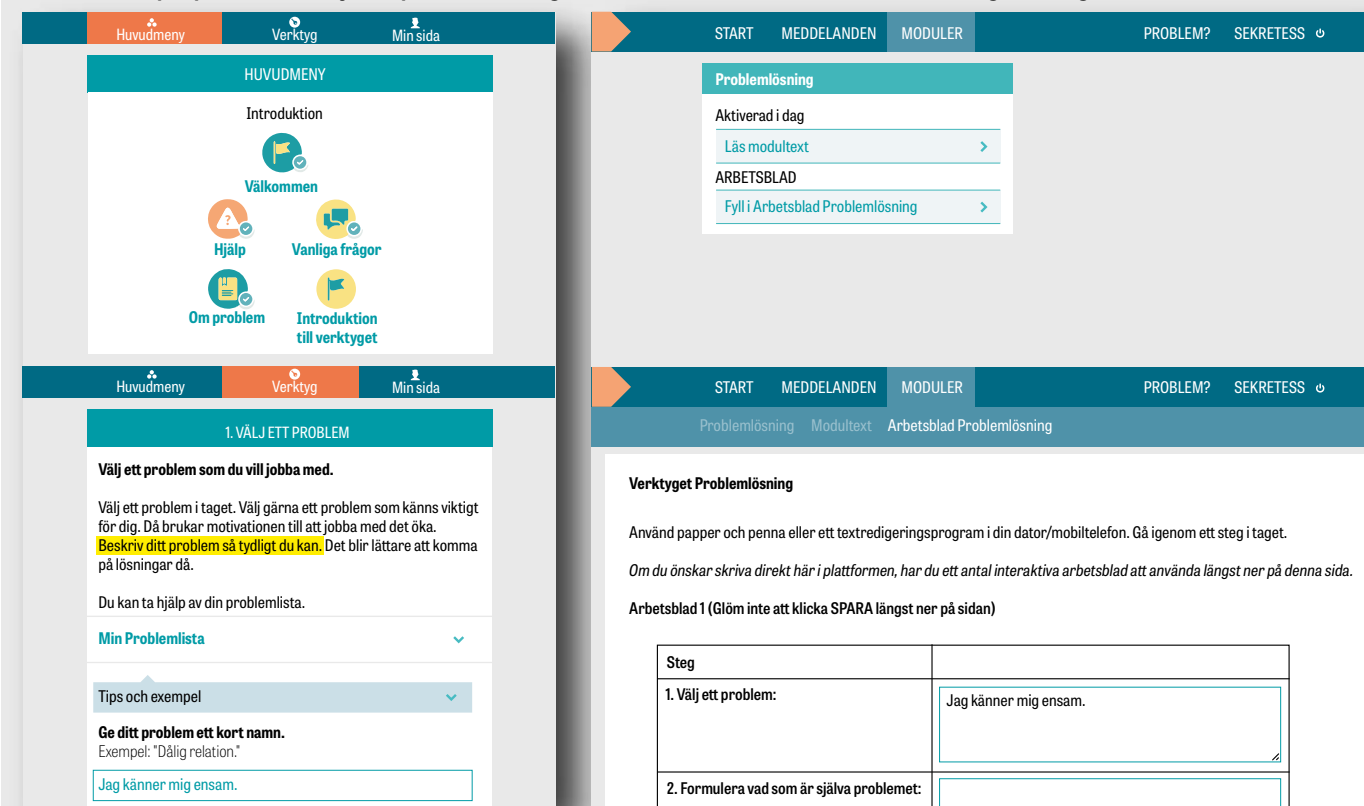 Huvudmeny Verktyg Min sida
HUVUDMENY
Introduktion
Välkommen
?
Hjälp Vanliga frågor
Om problem Introduktion
till verktyget
Huvudmeny Verktyg Min sida
1. VÄLJ ETT PROBLEM
Välj ett problem som du vill jobba med.
Välj ett problem i taget. Välj gärna ett problem som känns viktigt
för dig. Då brukar motivationen till att jobba med det öka.
Beskriv ditt problem så tydligt du kan. Det blir lättare att komma
på lösningar då.
Du kan ta hjälp av din problemlista.
Min Problemlista
Tips och exempel
Ge ditt problem ett kort namn.
Exempel: "Dålig relation."
Jag känner mig ensam.
START MEDDELANDEN MODULER PROBLEM? SEKRETESS
Problemlösning
Aktiverad i dag
Läs modultext
ARBETSBLAD
Fyll i Arbetsblad Problemlösning
START MEDDELANDEN MODULER PROBLEM? SEKRETESS
Problemlösning Modultext Arbetsblad Problemlösning
Verktyget Problemlösning
Använd papper och penna eller ett textredigeringsprogram i din dator/mobiltelefon. Gå igenom ett steg i taget.
Om du önskar skriva direkt här i plattformen, har du ett antal interaktiva arbetsblad att använda längst ner på denna sida.
Arbetsblad 1 (Glöm inte att klicka SPARA längst ner på sidan)
Steg
1. Välj ett problem: Jag känner mig ensam.
2. Formulera vad som är själva problemet: